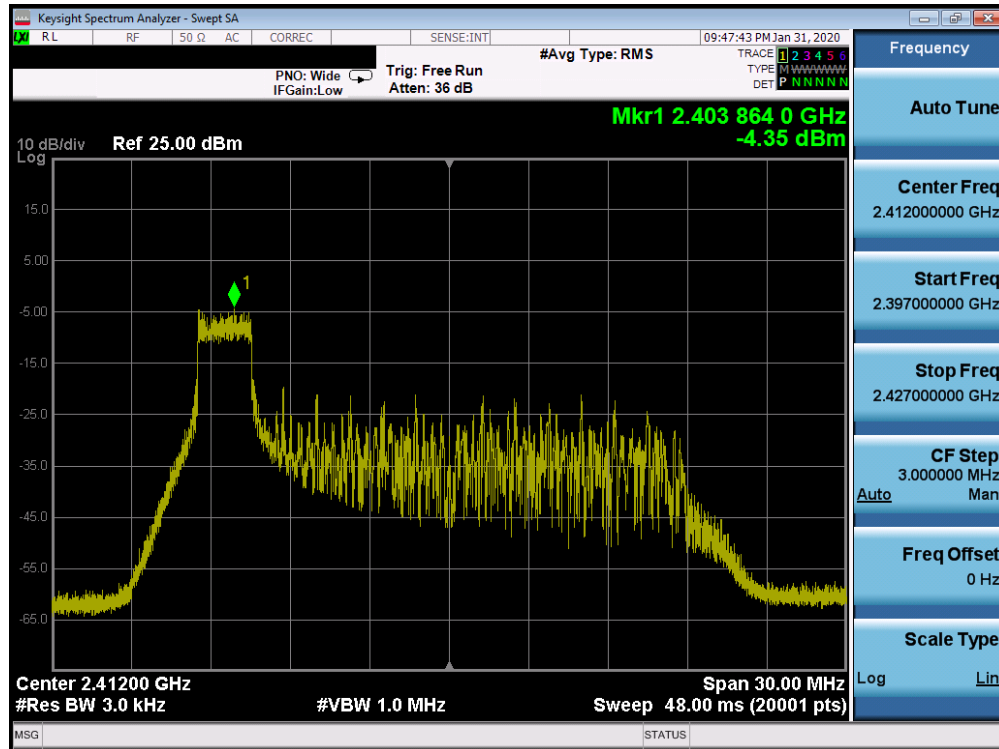 Keysight Spectrum Analyzer - Swept SA
LXI RL RF 50 Ω AC CORREC SENSE:INT 09:47:43 PM Jan 31, 2020
#Avg Type: RMS TRACE 1 2 3 4 5 6
PNO: Wide Trig: Free Run TYPE M WWWWW
IFGain:Low Atten: 36 dB DET P N N N N N
Mkr1 2.403 864 0 GHz
-4.35 dBm
10 dB/div Ref 25.00 dBm
Log
15.0
5.00
1
-5.00
-15.0
-25.0
-35.0
-45.0
-55.0
-65.0
Center 2.41200 GHz Span 30.00 MHz
#Res BW 3.0 kHz #VBW 1.0 MHz Sweep 48.00 ms (20001 pts)
MSG STATUS
Frequency
Auto Tune
Center Freq
2.412000000 GHz
Start Freq
2.397000000 GHz
Stop Freq
2.427000000 GHz
CF Step
3.000000 MHz
Auto Man
Freq Offset
0 Hz
Scale Type
Log Lin